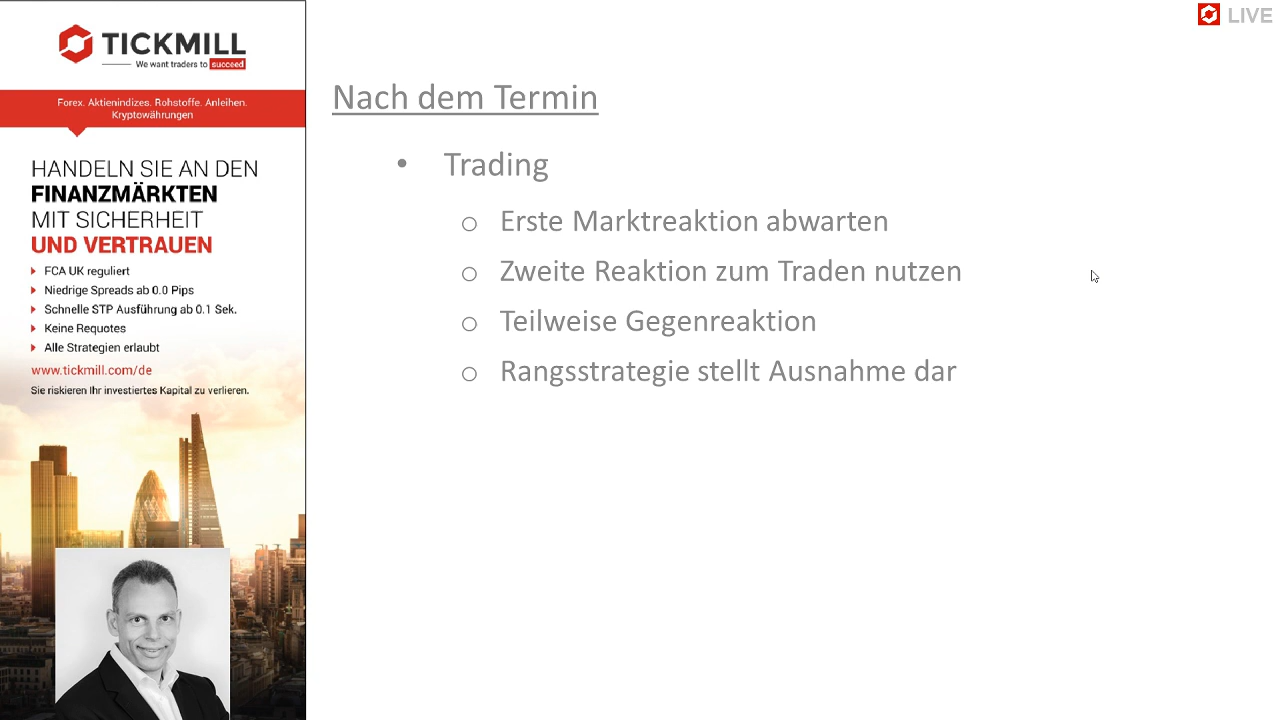 TICKMILL
We want traders to succeed
Forex. Aktienindizes. Rohstoffe. Anleihen.
Kryptowährungen
HANDELN SIE AN DEN
FINANZMÄRKTEN
MIT SICHERHEIT
UND VERTRAUEN
FCA UK reguliert
Niedrige Spreads ab 0.0 Pips
Schnelle STP Ausführung ab 0.1 Sek.
Keine Requotes
Alle Strategien erlaubt
www.tickmill.com/de
Sie riskieren Ihr investiertes Kapital zu verlieren.
LIVE
Nach dem Termin
• Trading
o Erste Marktreaktion abwarten
o Zweite Reaktion zum Traden nutzen
o Teilweise Gegenreaktion
o Rangsstrategie stellt Ausnahme dar